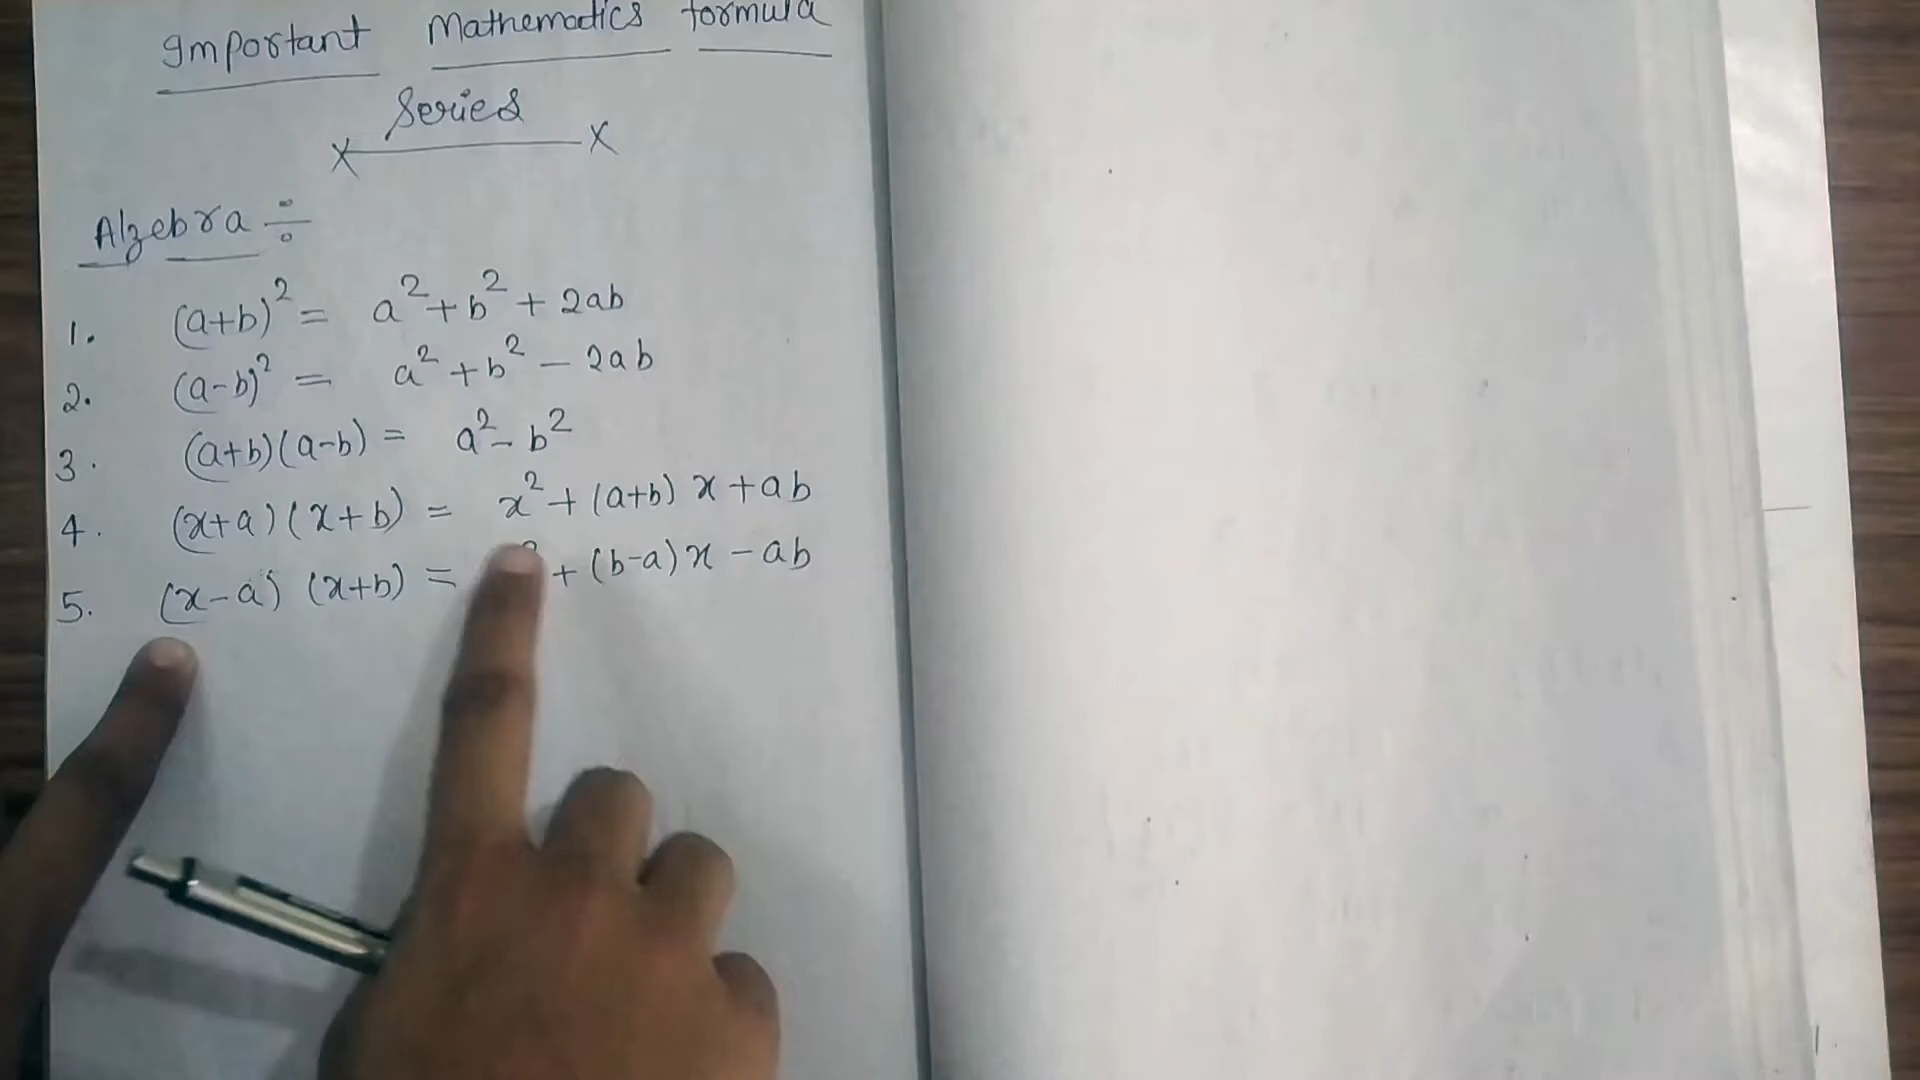 Important Mathematics formula
Series
x x
Alzebra ÷
1. (a+b)² = a²+b² + 2ab
2. (a-b)² = a² + b² - 2ab
3. (a+b)(a-b) = a² - b²
4. (x+a)(x+b) = x² + (a+b) x + ab
5. (x-a) (x+b) = + (b-a)x - ab